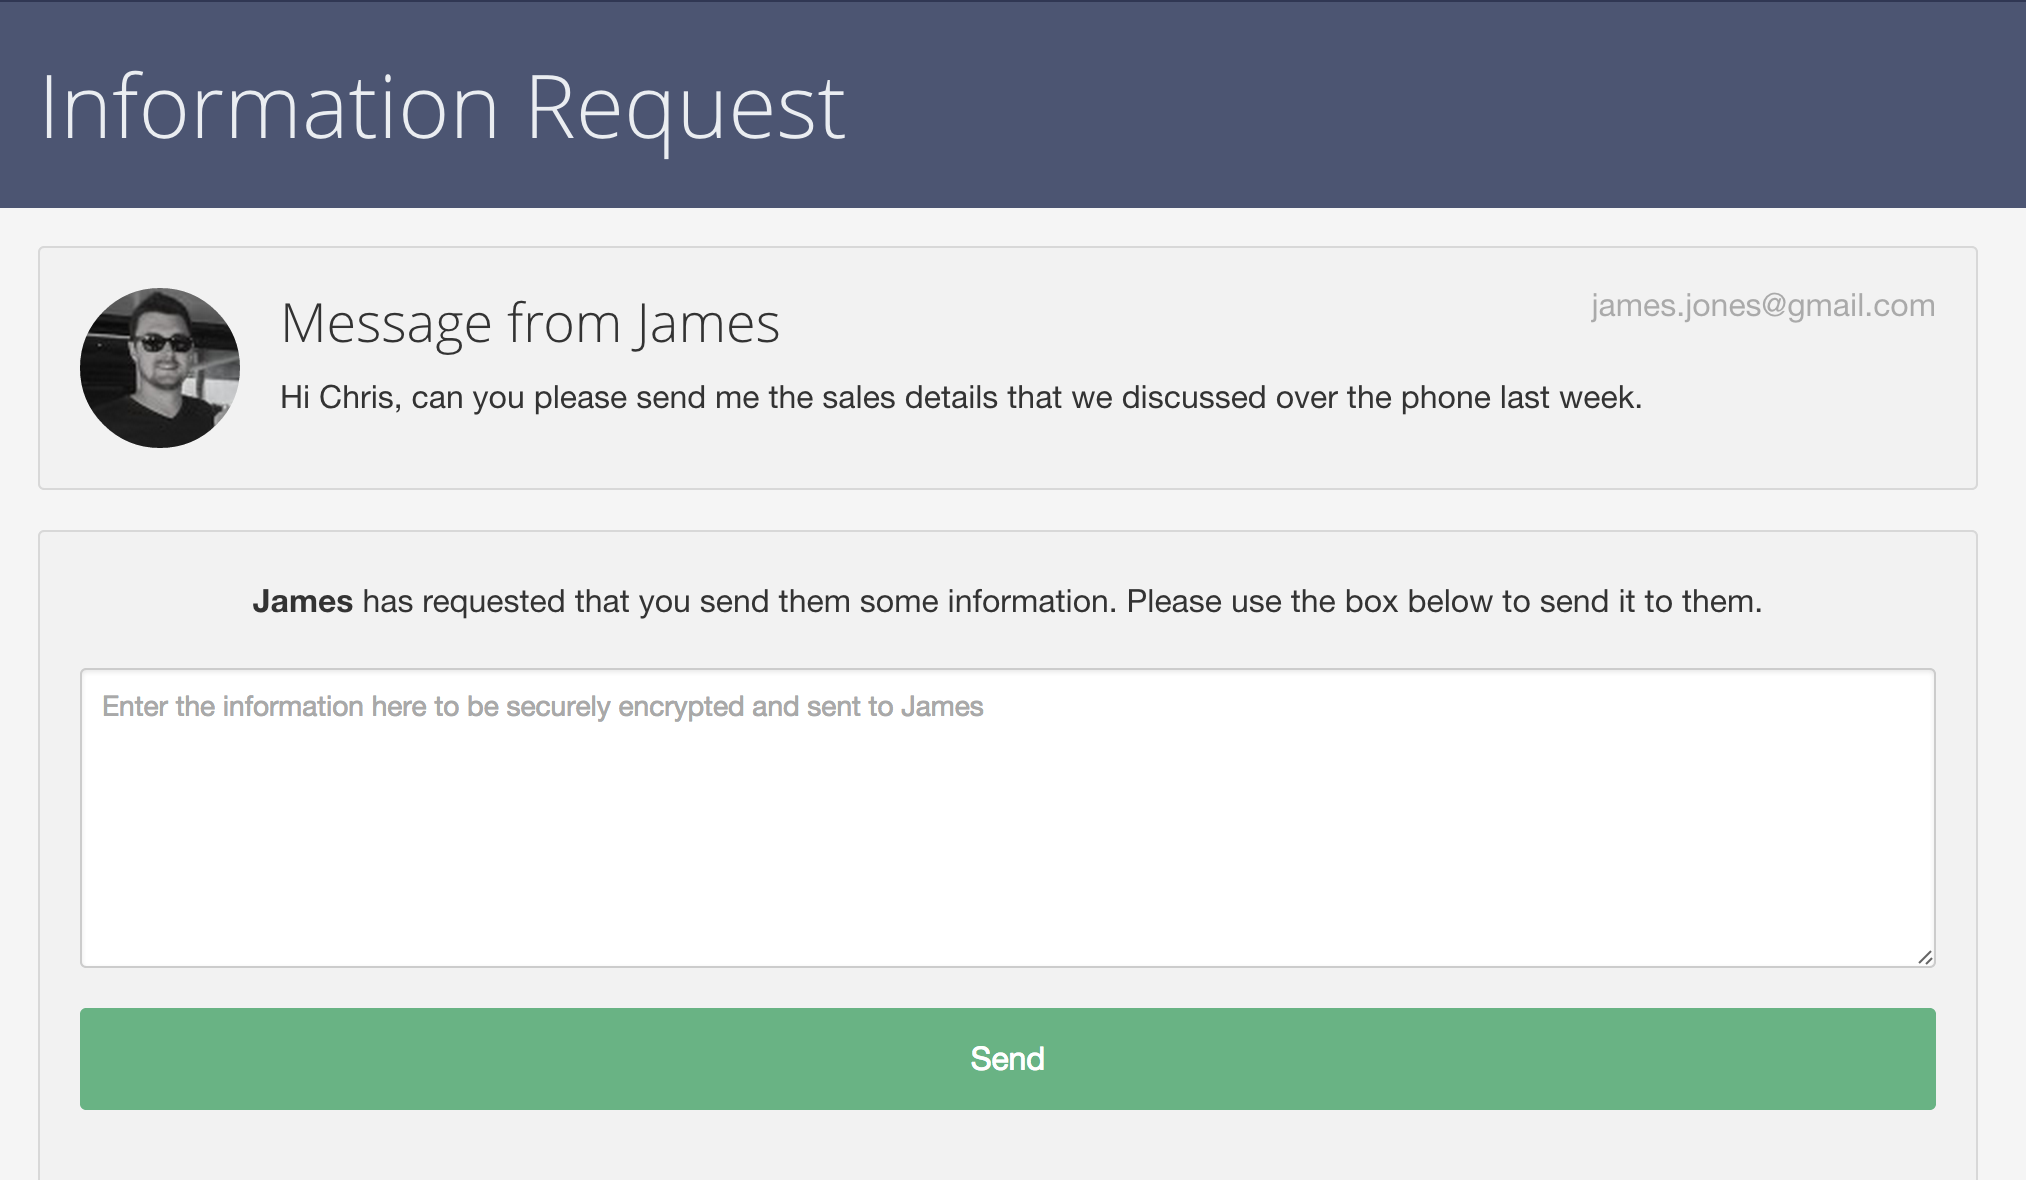 Information Request
Message from James
james.jones@gmail.com
Hi Chris, can you please send me the sales details that we discussed over the phone last week.
James has requested that you send them some information. Please use the box below to send it to them.
Enter the information here to be securely encrypted and sent to James
Send